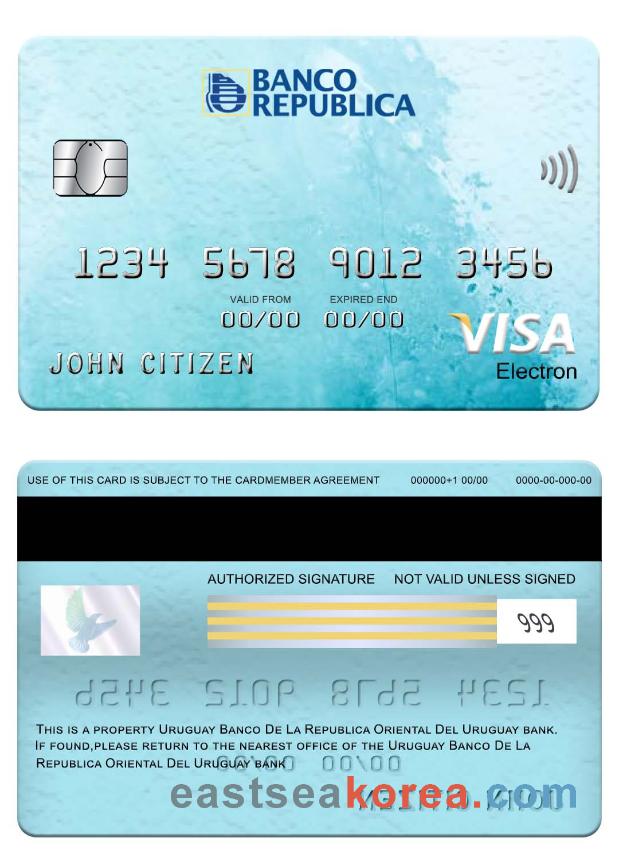 BANCO
REPUBLICA
1234 5678 9012 3456
VALID FROM EXPIRED END
00/00 00/00
VISA
JOHN CITIZEN
Electron
USE OF THIS CARD IS SUBJECT TO THE CARDMEMBER AGREEMENT 000000+1 00/00 0000-00-000-00
AUTHORIZED SIGNATURE NOT VALID UNLESS SIGNED
999
THIS IS A PROPERTY URUGUAY BANCO DE LA REPUBLICA ORIENTAL DEL URUGUAY BANK.
IF FOUND,PLEASE RETURN TO THE NEAREST OFFICE OF THE URUGUAY BANCO DE LA
REPUBLICA ORIENTAL DEL URUGUAY BANK
eastseakorea.com